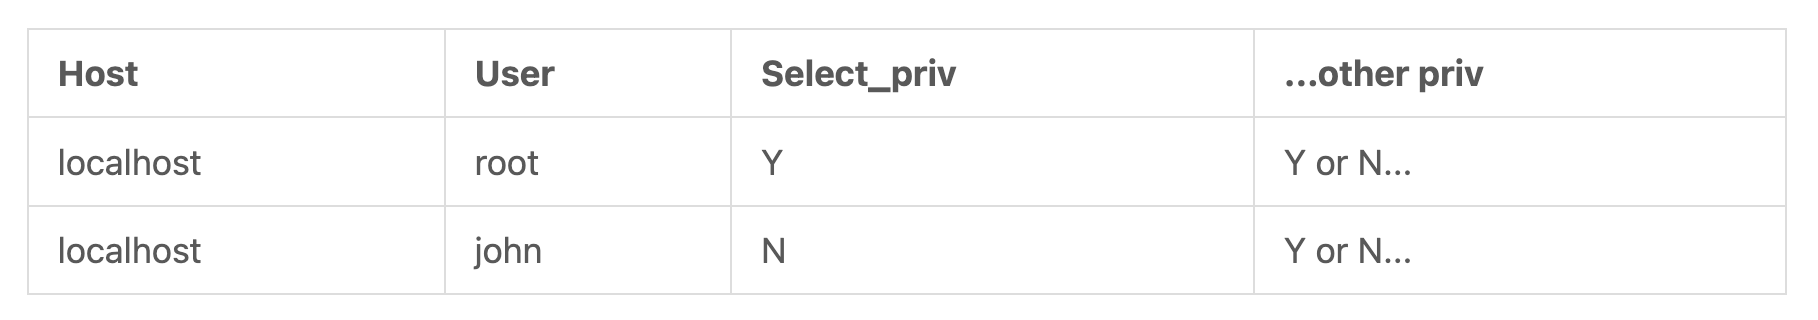 Host User Select_priv ...other priv
localhost root Y Y or N...
localhost john N Y or N...